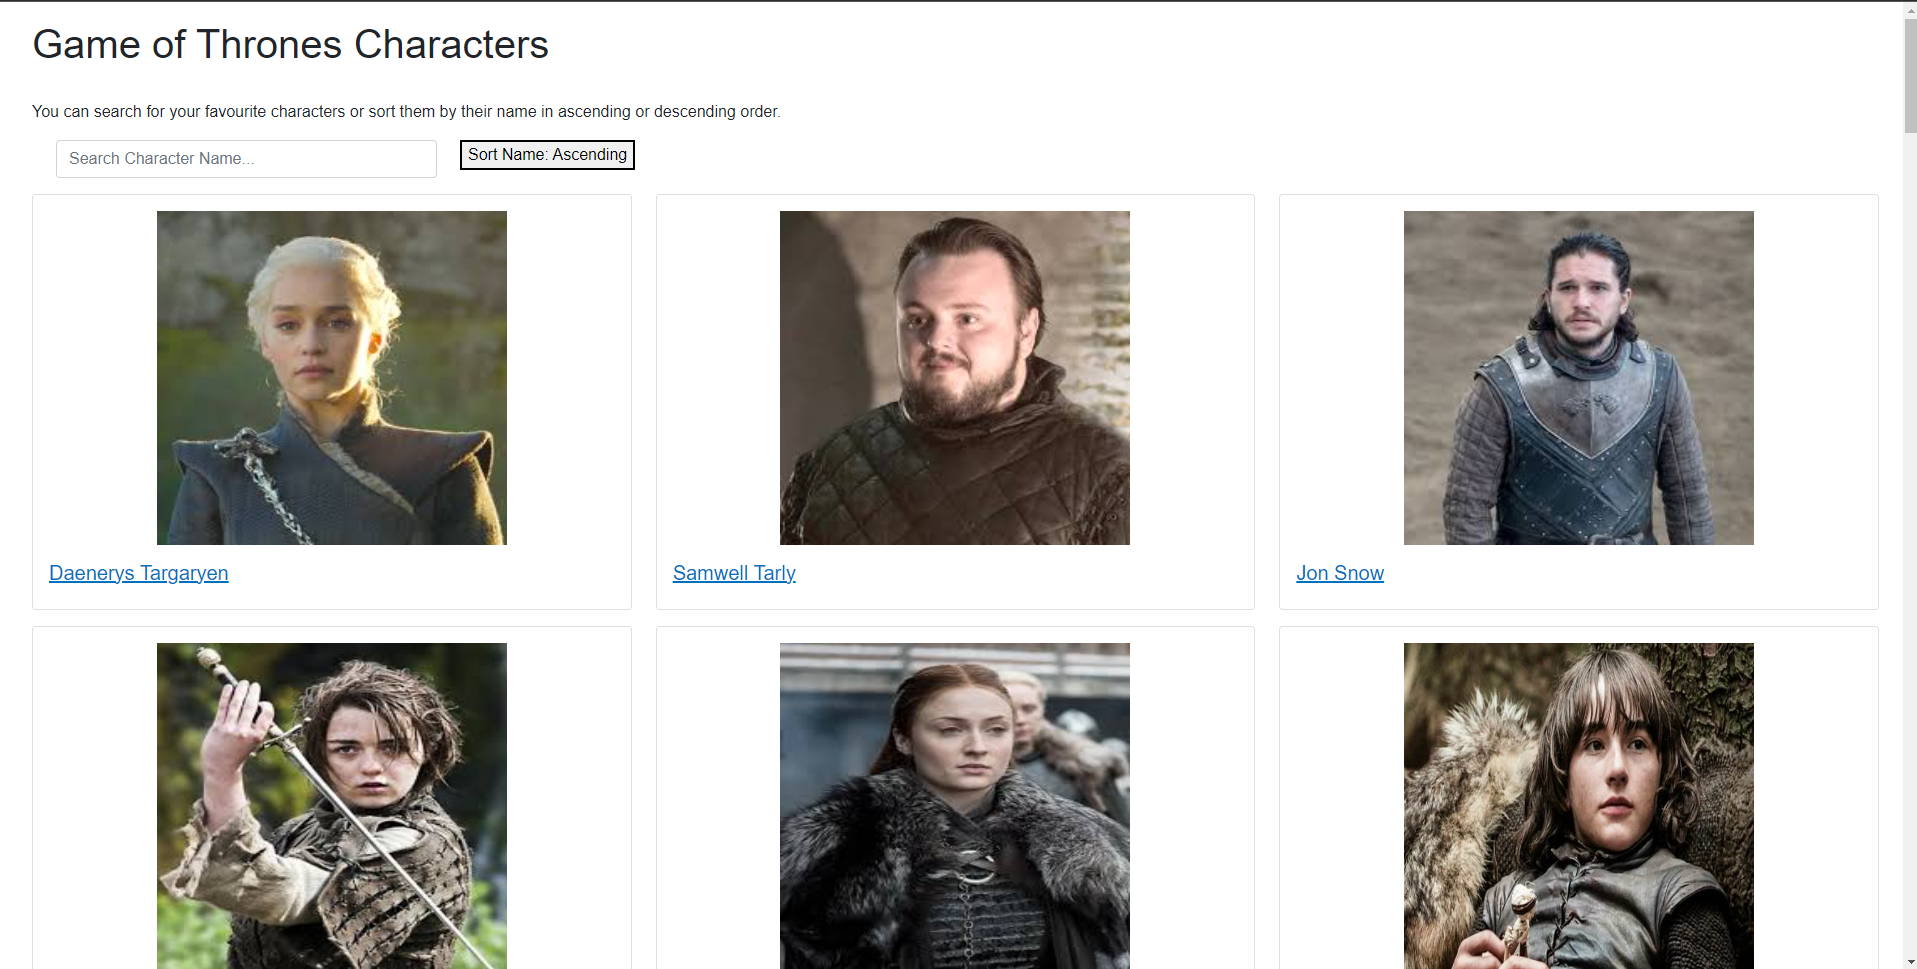 Game of Thrones Characters
You can search for your favourite characters or sort them by their name in ascending or descending order.
Search Character Name...
Sort Name: Ascending
Daenerys Targaryen
Samwell Tarly
Jon Snow